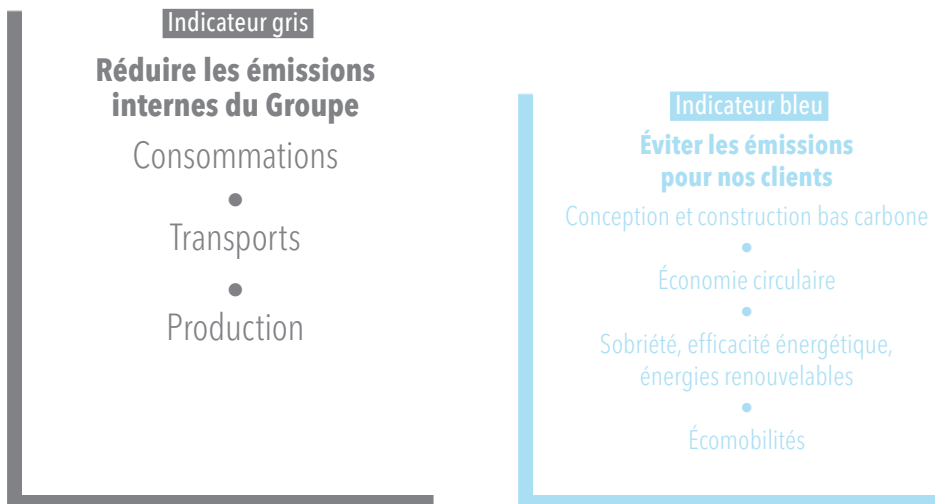 Indicateur gris
Réduire les émissions
internes du Groupe
Consommations
•
Transports
•
Production
Indicateur bleu
Éviter les émissions
pour nos clients
Conception et construction bas carbone
•
Économie circulaire
•
Sobriété, efficacité énergétique,
énergies renouvelables
•
Écomobilités